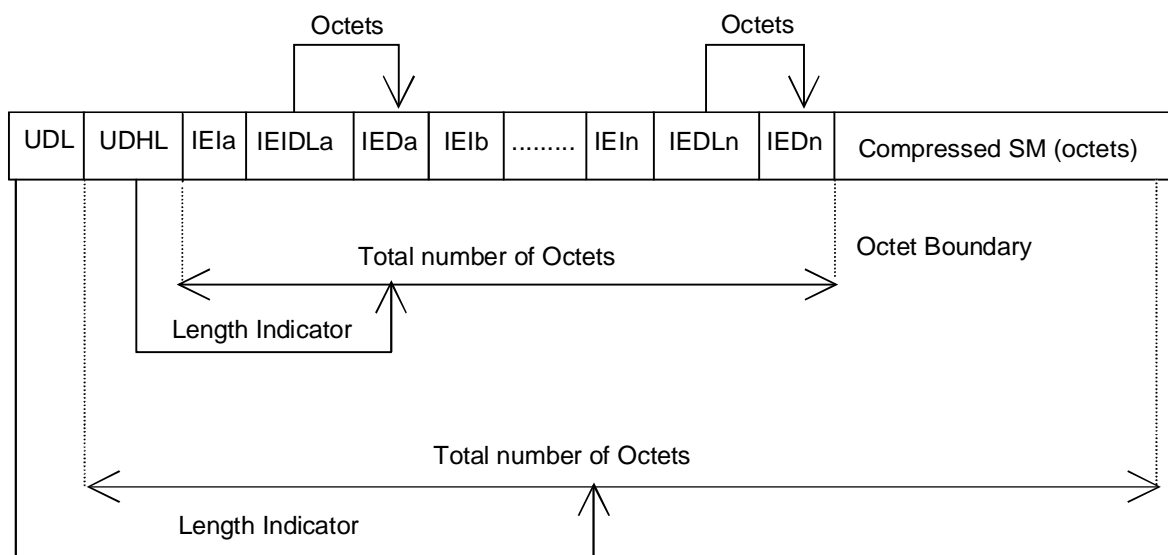 Octets
Octets
UDL UDHL IEIa IEIDLa IEDa IEIb ......... IEIn IEDLn IEDn Compressed SM (octets)
Total number of Octets
Octet Boundary
Length Indicator
Total number of Octets
Length Indicator